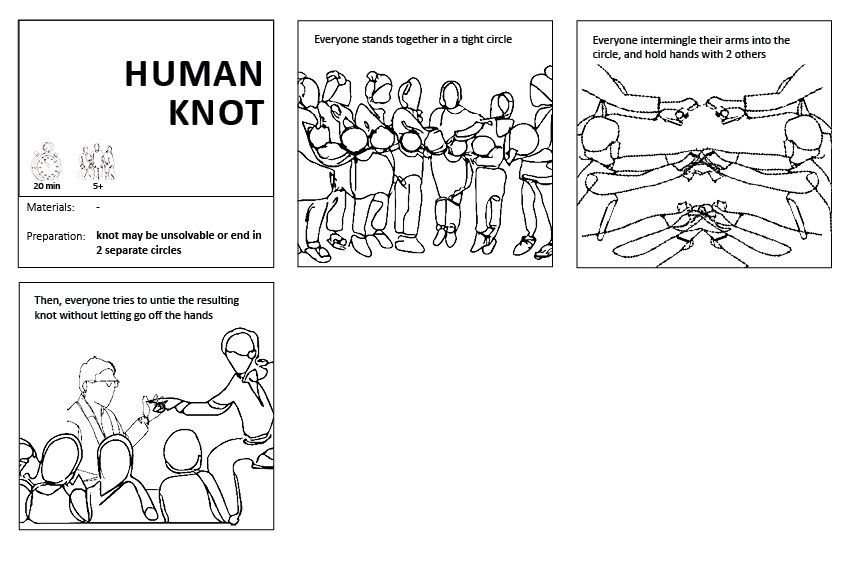 HUMAN
KNOT
20 min
5+
Materials: -
Preparation: knot may be unsolvable or end in
2 separate circles
Everyone stands together in a tight circle
Everyone intermingle their arms into the
circle, and hold hands with 2 others
Then, everyone tries to untie the resulting
knot without letting go off the hands